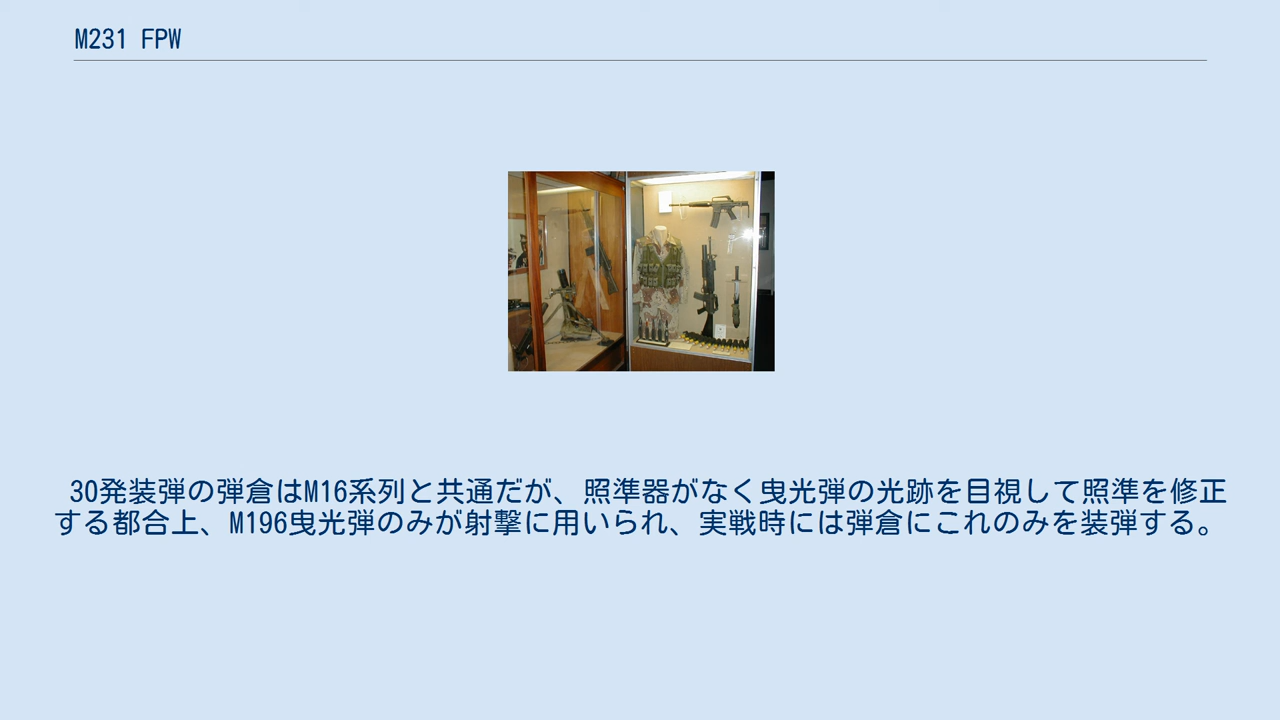 M231 FPW
30発装弾の弾倉はM16系列と共通だが、照準器がなく曳光弾の光跡を目視して照準を修正
する都合上、M196曳光弾のみが射撃に用いられ、実戦時には弾倉にこれのみを装弾する。